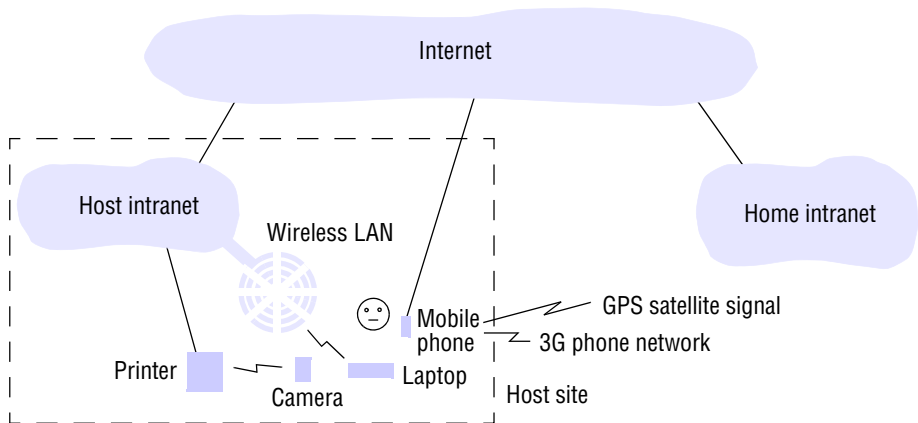 Internet
Host intranet
Wireless LAN
Home intranet
GPS satellite signal
Mobile
phone
3G phone network
Printer
Camera
Laptop
Host site